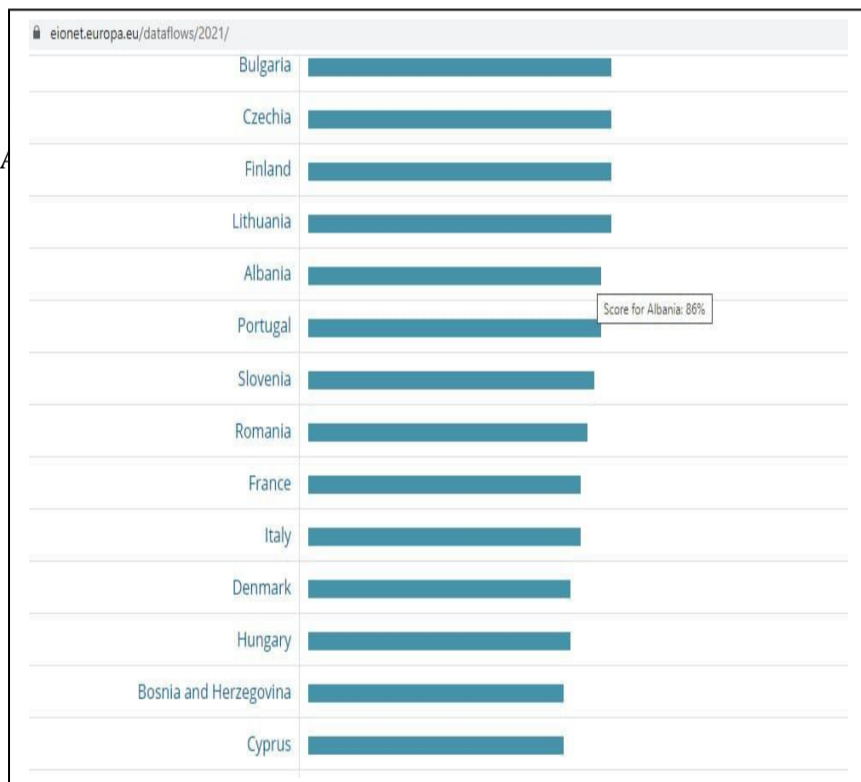 eionet.europa.eu/dataflows/2021/
Bulgaria
Czechia
Finland
Lithuania
Albania
Score for Albania: 86%
Portugal
Slovenia
Romania
France
Italy
Denmark
Hungary
Bosnia and Herzegovina
Cyprus